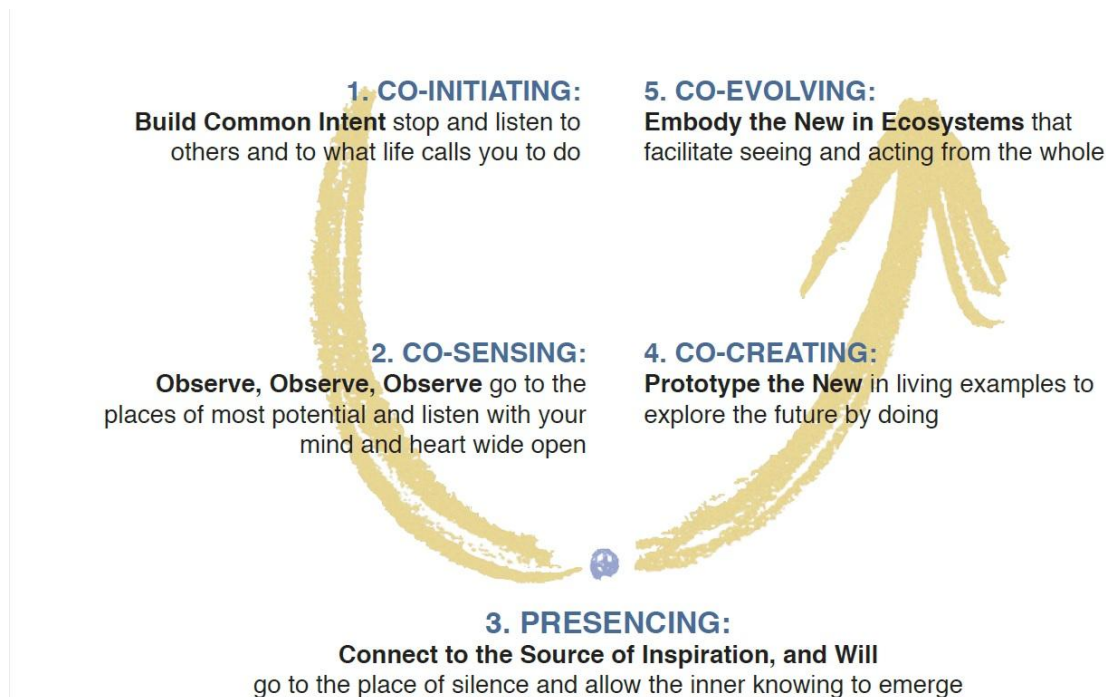 1. CO-INITIATING:
Build Common Intent stop and listen to
others and to what life calls you to do
2. CO-SENSING:
Observe, Observe, Observe go to the
places of most potential and listen with your
mind and heart wide open
3. PRESENCING:
Connect to the Source of Inspiration, and Will
go to the place of silence and allow the inner knowing to emerge
4. CO-CREATING:
Prototype the New in living examples to
explore the future by doing
5. CO-EVOLVING:
Embody the New in Ecosystems that
facilitate seeing and acting from the whole